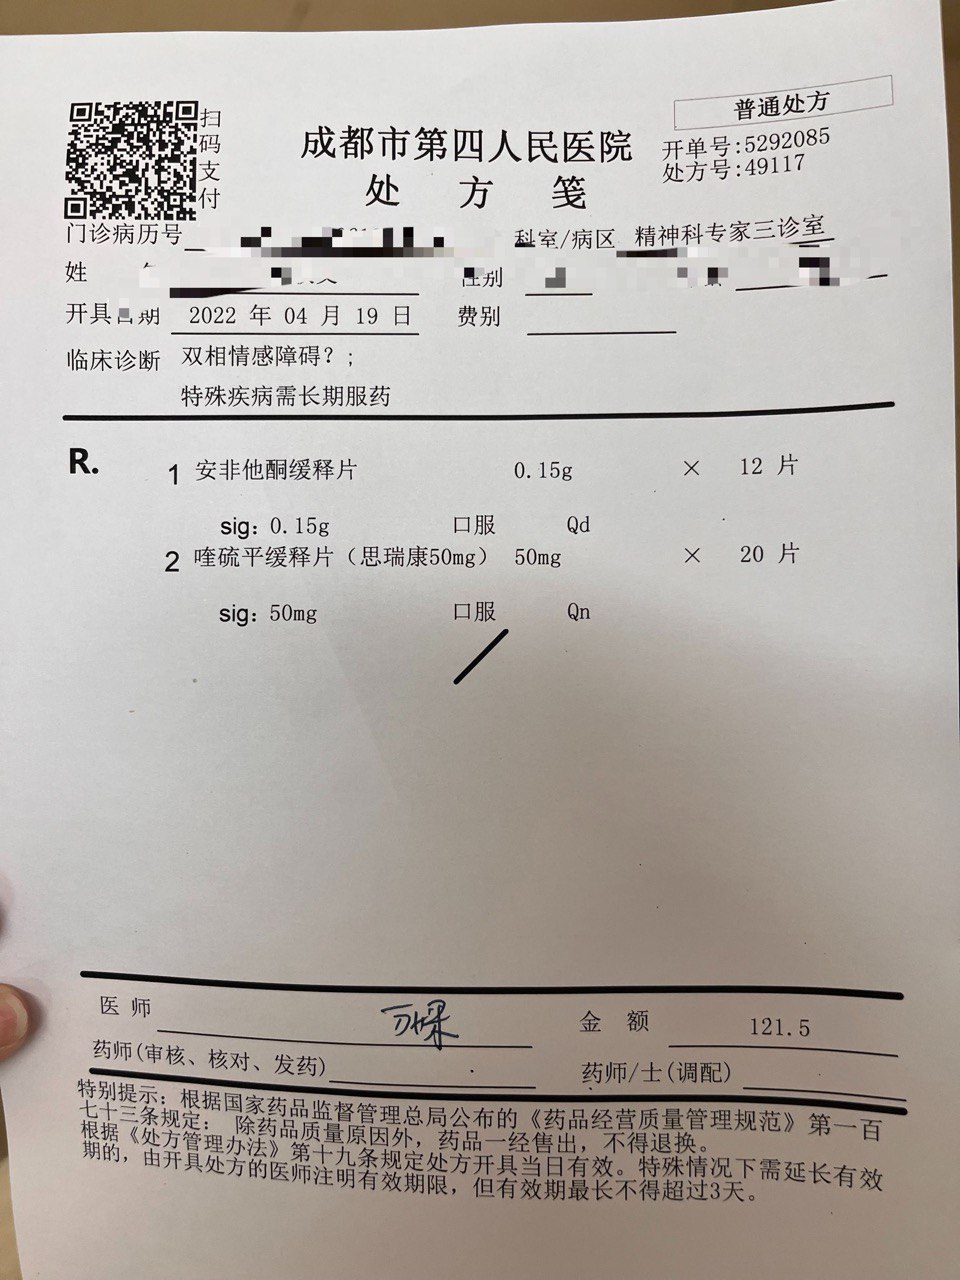 普通处方
扫码支付
成都市第四人民医院
开单号:5292085
处方笺
处方号:49117
门诊病历号 科室/病区 精神科专家三诊室
姓 性别
开具日期 2022 年 04 月 19 日 费别
临床诊断 双相情感障碍？;
特殊疾病需长期服药
R.
1 安非他酮缓释片 0.15g × 12 片
sig: 0.15g 口服 Qd
2 喹硫平缓释片（思瑞康50mg） 50mg × 20 片
sig: 50mg 口服 Qn
医 师 金 额 121.5
药师(审核、核对、发药) 药师/士(调配)
特别提示: 根据国家药品监督管理总局公布的《药品经营质量管理规范》第一百
七十三条规定: 除药品质量原因外，药品一经售出，不得退换。
根据《处方管理办法》第十九条规定处方开具当日有效。特殊情况下需延长有效
期的，由开具处方的医师注明有效期限，但有效期最长不得超过3天。